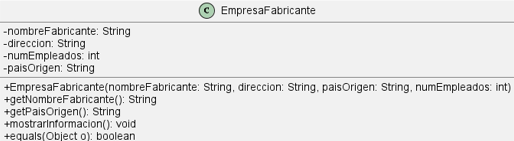 C EmpresaFabricante
-nombreFabricante: String
-direccion: String
-numEmpleados: int
-paisOrigen: String
+EmpresaFabricante(nombreFabricante: String, direccion: String, paisOrigen: String, numEmpleados: int)
+getNombreFabricante(): String
+getPaisOrigen(): String
+mostrarInformacion(): void
+equals(Object o): boolean